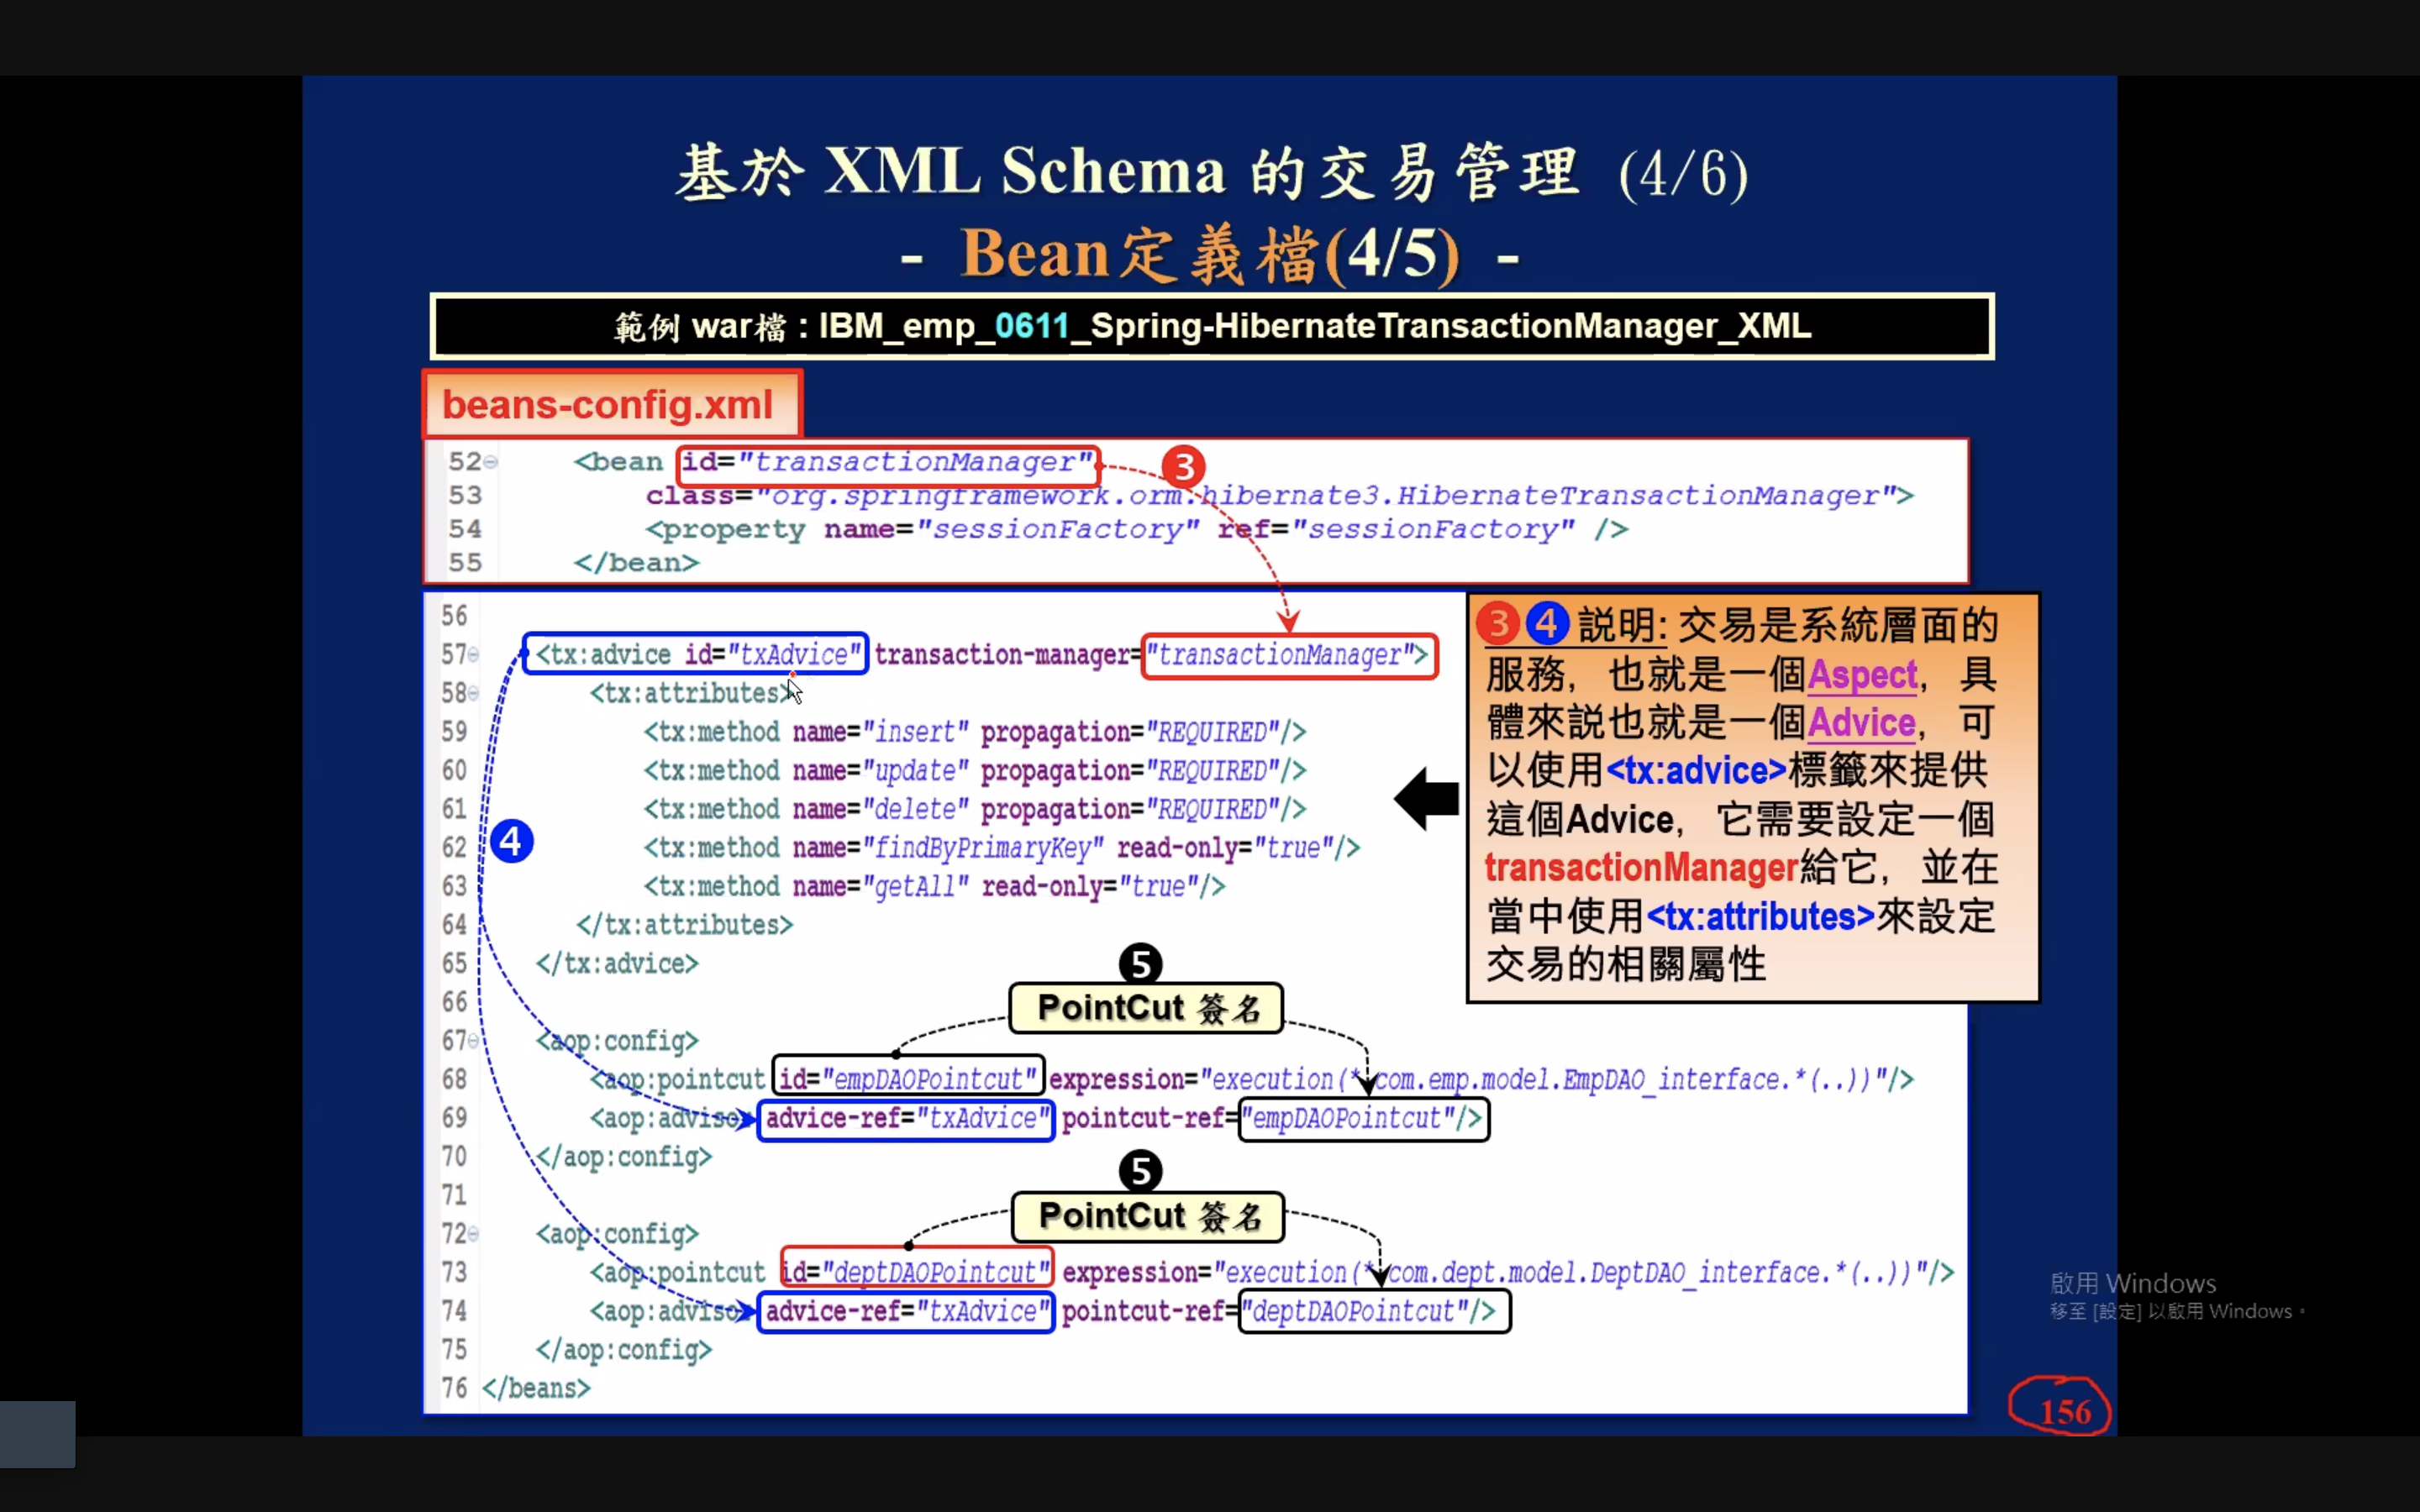 基於 XML Schema 的交易管理 (4/6)
- Bean定義檔(4/5) -
範例 war檔 : IBM_emp_0611_Spring-HibernateTransactionManager_XML
beans-config.xml
52 <bean id="transactionManager"
53 class="org.springframework.orm.hibernate3.HibernateTransactionManager">
54 <property name="sessionFactory" ref="sessionFactory" />
55 </bean>
3
56
57 <tx:advice id="txAdvice" transaction-manager="transactionManager">
58 <tx:attributes>
59 <tx:method name="insert" propagation="REQUIRED"/>
60 <tx:method name="update" propagation="REQUIRED"/>
61 <tx:method name="delete" propagation="REQUIRED"/>
62 <tx:method name="findByPrimaryKey" read-only="true"/>
63 <tx:method name="getAll" read-only="true"/>
64 </tx:attributes>
65 </tx:advice>
66
4
5
PointCut 簽名
67 <aop:config>
68 <aop:pointcut id="empDAOPointcut" expression="execution(* com.emp.model.EmpDAO_interface.*(..))"/>
69 <aop:advisor advice-ref="txAdvice" pointcut-ref="empDAOPointcut"/>
70 </aop:config>
71
5
PointCut 簽名
72 <aop:config>
73 <aop:pointcut id="deptDAOPointcut" expression="execution(* com.dept.model.DeptDAO_interface.*(..))"/>
74 <aop:advisor advice-ref="txAdvice" pointcut-ref="deptDAOPointcut"/>
75 </aop:config>
76 </beans>
3 4 説明: 交易是系統層面的
服務, 也就是一個Aspect, 具
體來説也就是一個Advice, 可
以使用<tx:advice>標籤來提供
這個Advice, 它需要設定一個
transactionManager給它, 並在
當中使用<tx:attributes>來設定
交易的相關屬性
啟用 Windows
移至 [設定] 以啟用 Windows。
156